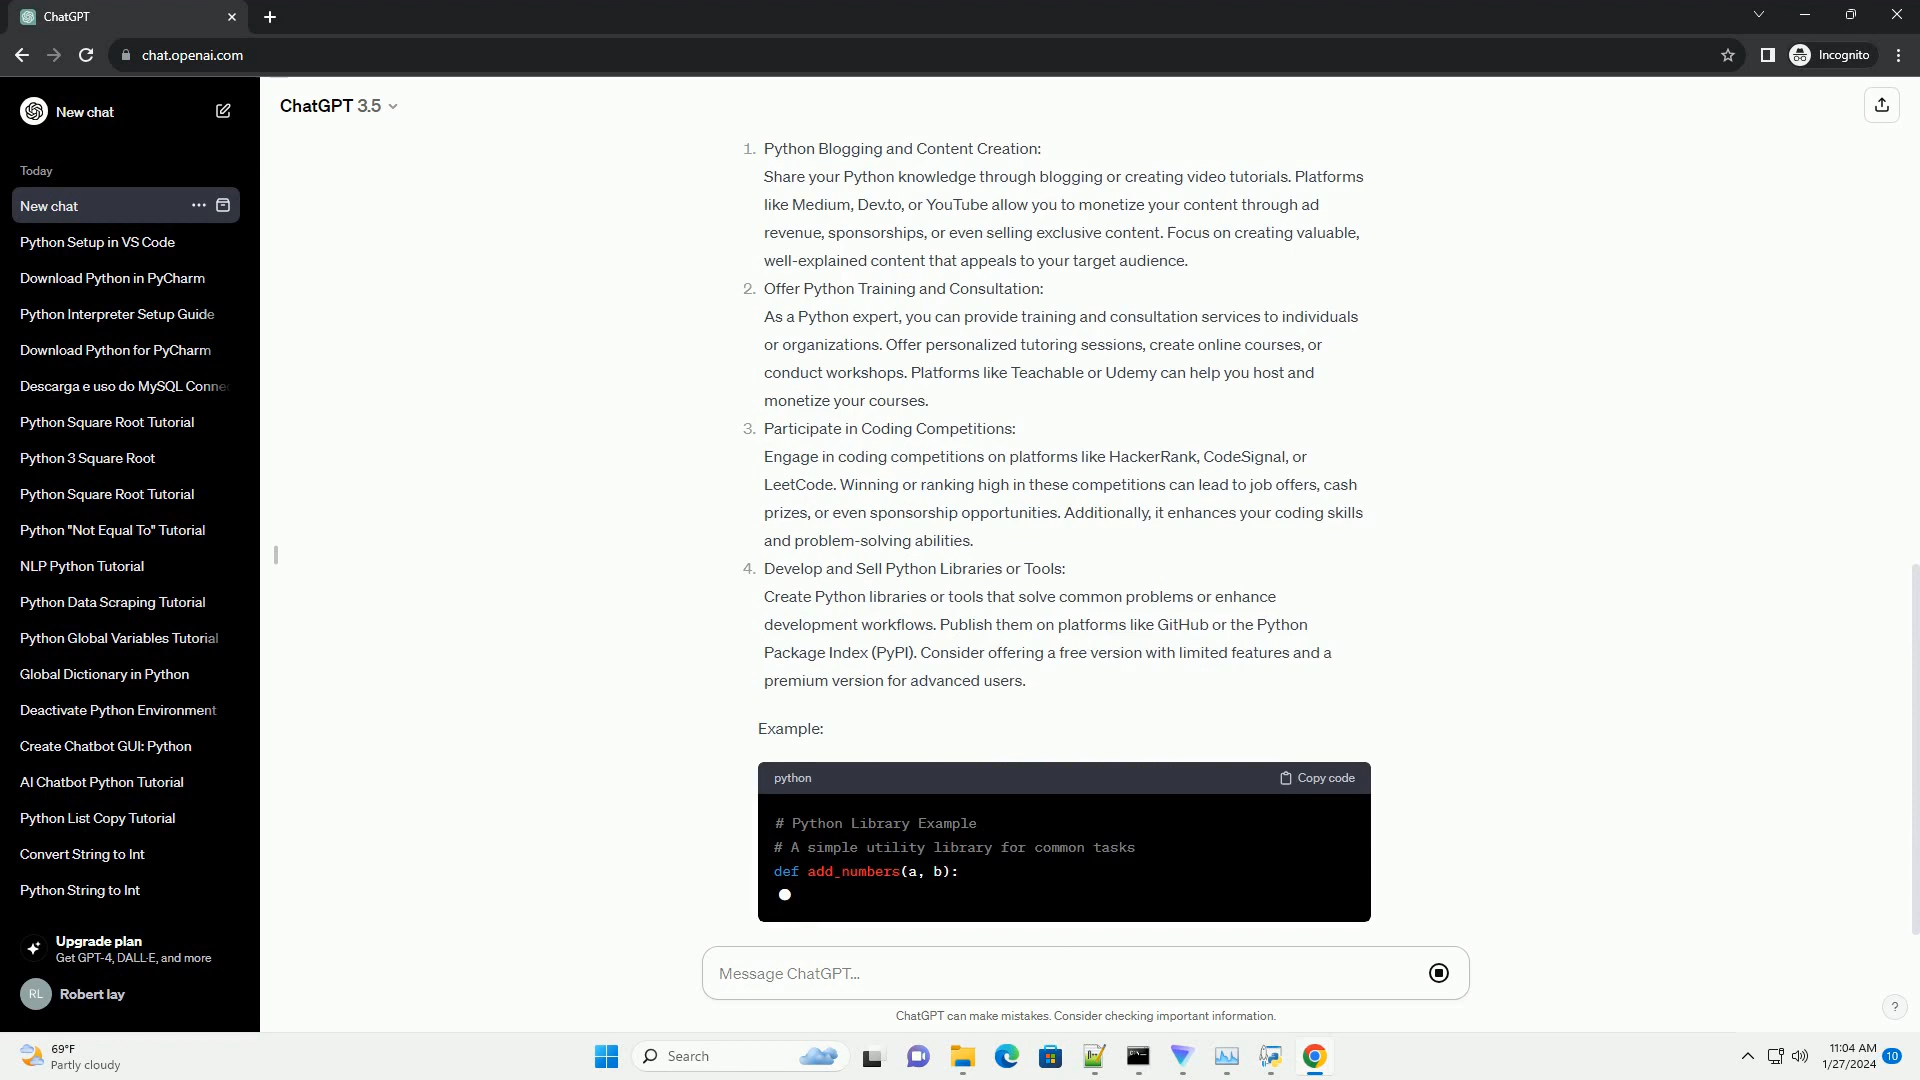 ChatGPT
chat.openai.com
Incognito
New chat
Today
New chat
Python Setup in VS Code
Download Python in PyCharm
Python Interpreter Setup Guide
Download Python for PyCharm
Descarga e uso do MySQL Conne
Python Square Root Tutorial
Python 3 Square Root
Python Square Root Tutorial
Python "Not Equal To" Tutorial
NLP Python Tutorial
Python Data Scraping Tutorial
Python Global Variables Tutorial
Global Dictionary in Python
Deactivate Python Environment
Create Chatbot GUI: Python
AI Chatbot Python Tutorial
Python List Copy Tutorial
Convert String to Int
Python String to Int
Upgrade plan
Get GPT-4, DALL·E, and more
RL Robert lay
ChatGPT 3.5
1. Python Blogging and Content Creation:
Share your Python knowledge through blogging or creating video tutorials. Platforms
like Medium, Dev.to, or YouTube allow you to monetize your content through ad
revenue, sponsorships, or even selling exclusive content. Focus on creating valuable,
well-explained content that appeals to your target audience.
2. Offer Python Training and Consultation:
As a Python expert, you can provide training and consultation services to individuals
or organizations. Offer personalized tutoring sessions, create online courses, or
conduct workshops. Platforms like Teachable or Udemy can help you host and
monetize your courses.
3. Participate in Coding Competitions:
Engage in coding competitions on platforms like HackerRank, CodeSignal, or
LeetCode. Winning or ranking high in these competitions can lead to job offers, cash
prizes, or even sponsorship opportunities. Additionally, it enhances your coding skills
and problem-solving abilities.
4. Develop and Sell Python Libraries or Tools:
Create Python libraries or tools that solve common problems or enhance
development workflows. Publish them on platforms like GitHub or the Python
Package Index (PyPI). Consider offering a free version with limited features and a
premium version for advanced users.
Example:
python Copy code
# Python Library Example
# A simple utility library for common tasks
def add_numbers(a, b):
Message ChatGPT...
ChatGPT can make mistakes. Consider checking important information.
?
69°F
Partly cloudy
Search
11:04 AM
1/27/2024
10